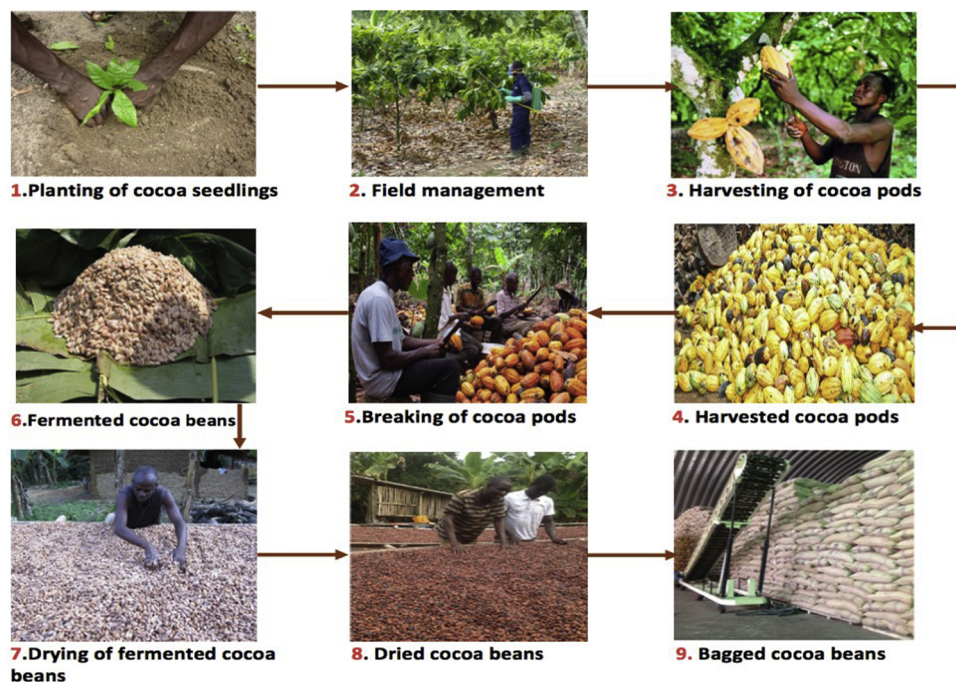 1.Planting of cocoa seedlings
2. Field management
3. Harvesting of cocoa pods
6.Fermented cocoa beans
5.Breaking of cocoa pods
4. Harvested cocoa pods
7.Drying of fermented cocoa
beans
8. Dried cocoa beans
9. Bagged cocoa beans